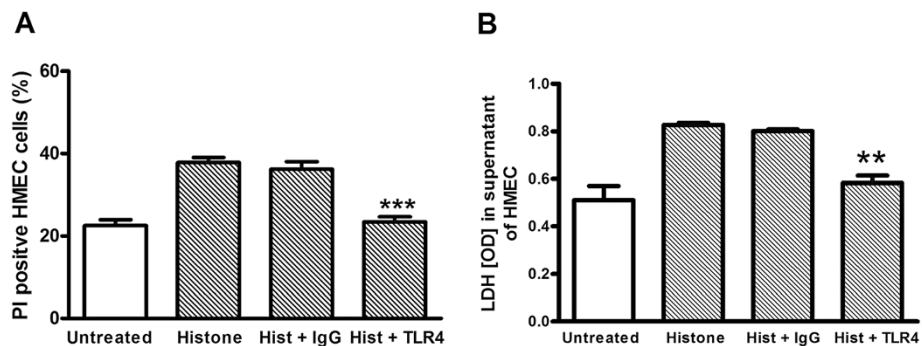 A
PI positve HMEC cells (%)
60
40
20
0
***
Untreated Histone Hist + IgG Hist + TLR4
B
LDH [OD] in supernatant
of HMEC
1.0
0.8
0.6
0.4
0.2
0.0
**
Untreated Histone Hist + IgG Hist + TLR4